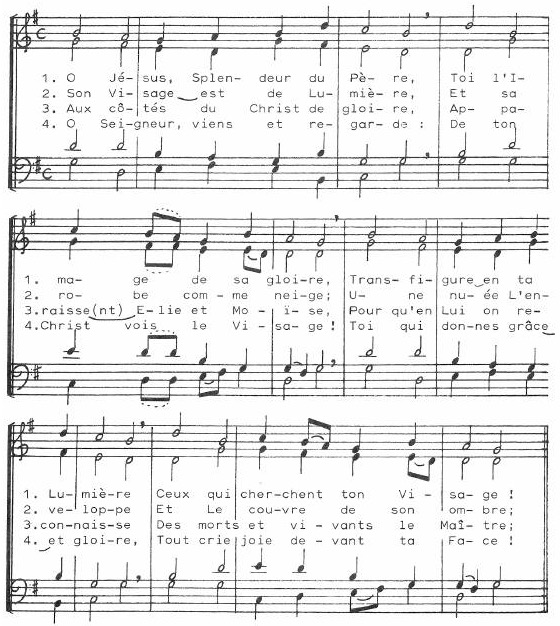 1. O Jé- sus, Splen- deur du Pè- re, Toi l'I-
2. Son Vi- sage est de Lu- miè- re, Et sa
3. Aux cô- tés du Christ de gloi- re, Ap- pa-
4. O Sei- gneur, viens et re- gar- de : De ton
1. ma- ge de sa gloi- re, Trans- fi- gure en ta
2. ro- be com - me nei- ge; U- ne nu- ée L'en-
3. raisse(nt) E- lie et Mo - ï- se, Pour qu'en Lui on re-
4. Christ vois le Vi - sa- ge ! Toi qui don- nes grâce
1. Lu- miè- re Ceux qui cher- chent ton Vi - sa- ge !
2. ve- lop- pe Et Le cou- vre de son om- bre;
3. con- nais- se Des morts et vi - vants le Maî- tre;
4. et gloi- re, Tout crie joie de - vant ta Fa- ce !